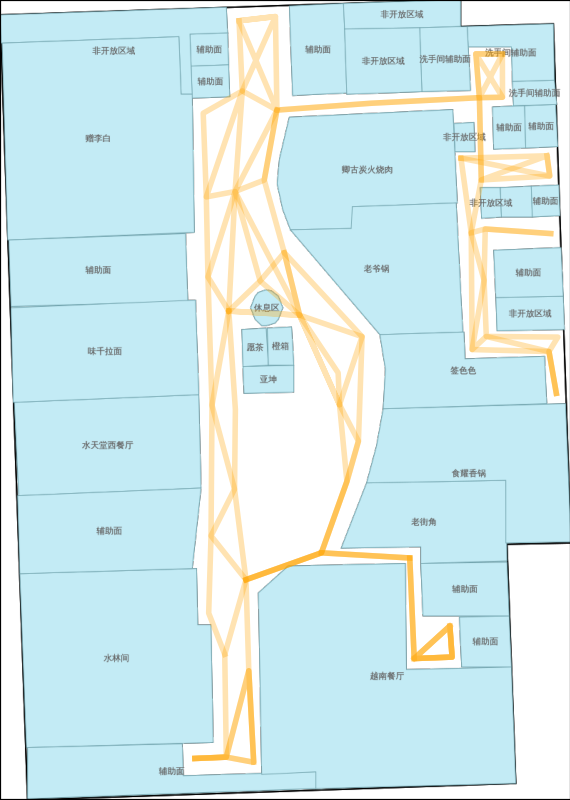 非开放区域
非开放区域
辅助面
辅助面
辅助面
非开放区域
洗手间辅助面
洗手间辅助面
洗手间辅助面
赠李白
非开放区域
辅助面
辅助面
卿古炭火烧肉
非开放区域
辅助面
辅助面
老爷锅
辅助面
休息区
非开放区域
愿茶
橙箱
味千拉面
亚坤
签色色
水天堂西餐厅
食耀香锅
辅助面
老街角
辅助面
水林间
辅助面
越南餐厅
辅助面